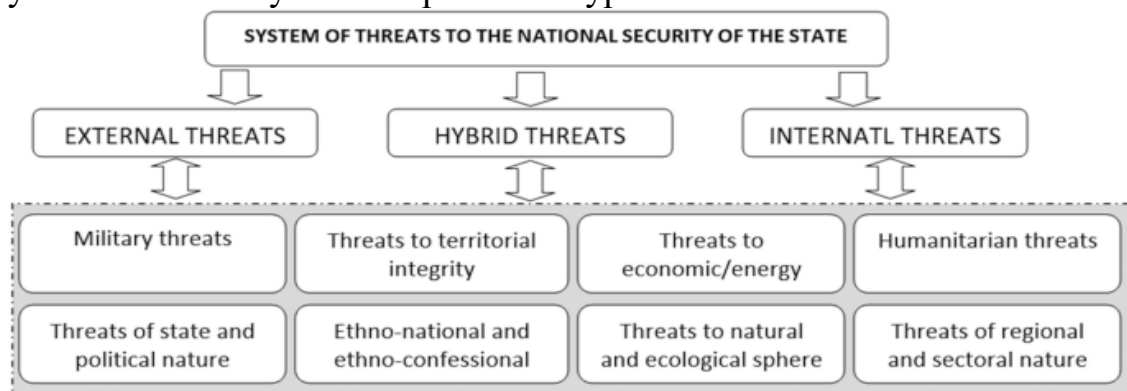 SYSTEM OF THREATS TO THE NATIONAL SECURITY OF THE STATE
EXTERNAL THREATS
HYBRID THREATS
INTERNATL THREATS
Military threats
Threats to territorial
integrity
Threats to
economic/energy
Humanitarian threats
Threats of state and
political nature
Ethno-national and
ethno-confessional
Threats to natural
and ecological sphere
Threats of regional
and sectoral nature